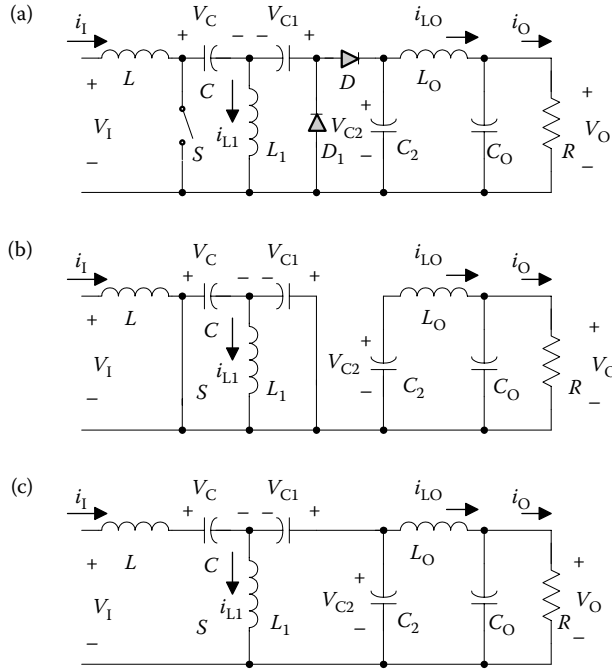 (a)
i_I V_C V_C1 i_LO i_O
+ − − + − + − +
L C D L_O
+ V_I − S i_L1 L_1 D_1 V_C2 + − C_2 C_O R V_O
(b)
i_I V_C V_C1 i_LO i_O
+ − − +
L C L_O
+ V_I − S i_L1 L_1 V_C2 + − C_2 C_O R + V_C −
(c)
i_I V_C V_C1 i_LO i_O
+ − − +
L C L_O
+ V_I − S i_L1 L_1 V_C2 + − C_2 C_O R + V_O −